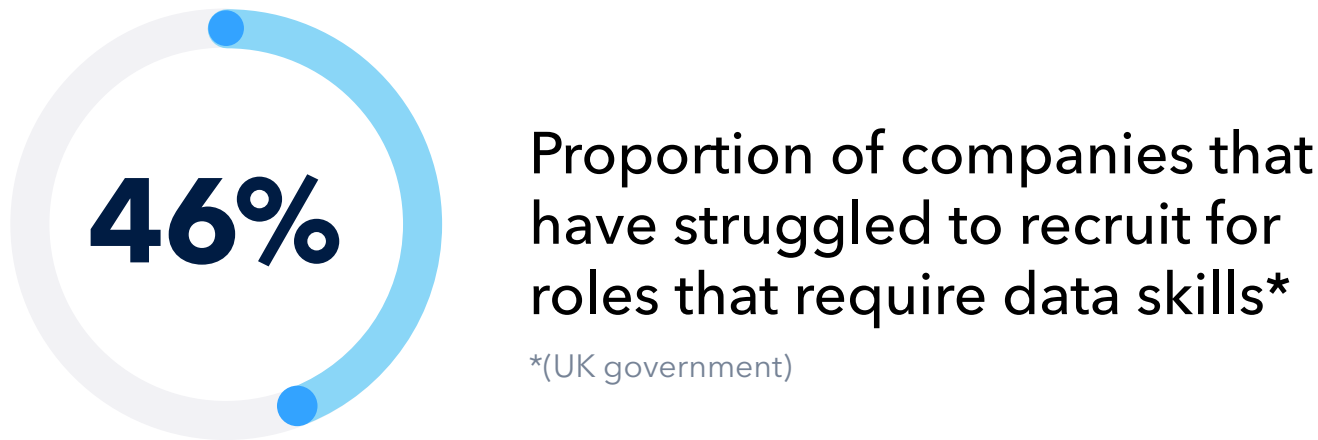 46%
Proportion of companies that
have struggled to recruit for
roles that require data skills*
*(UK government)